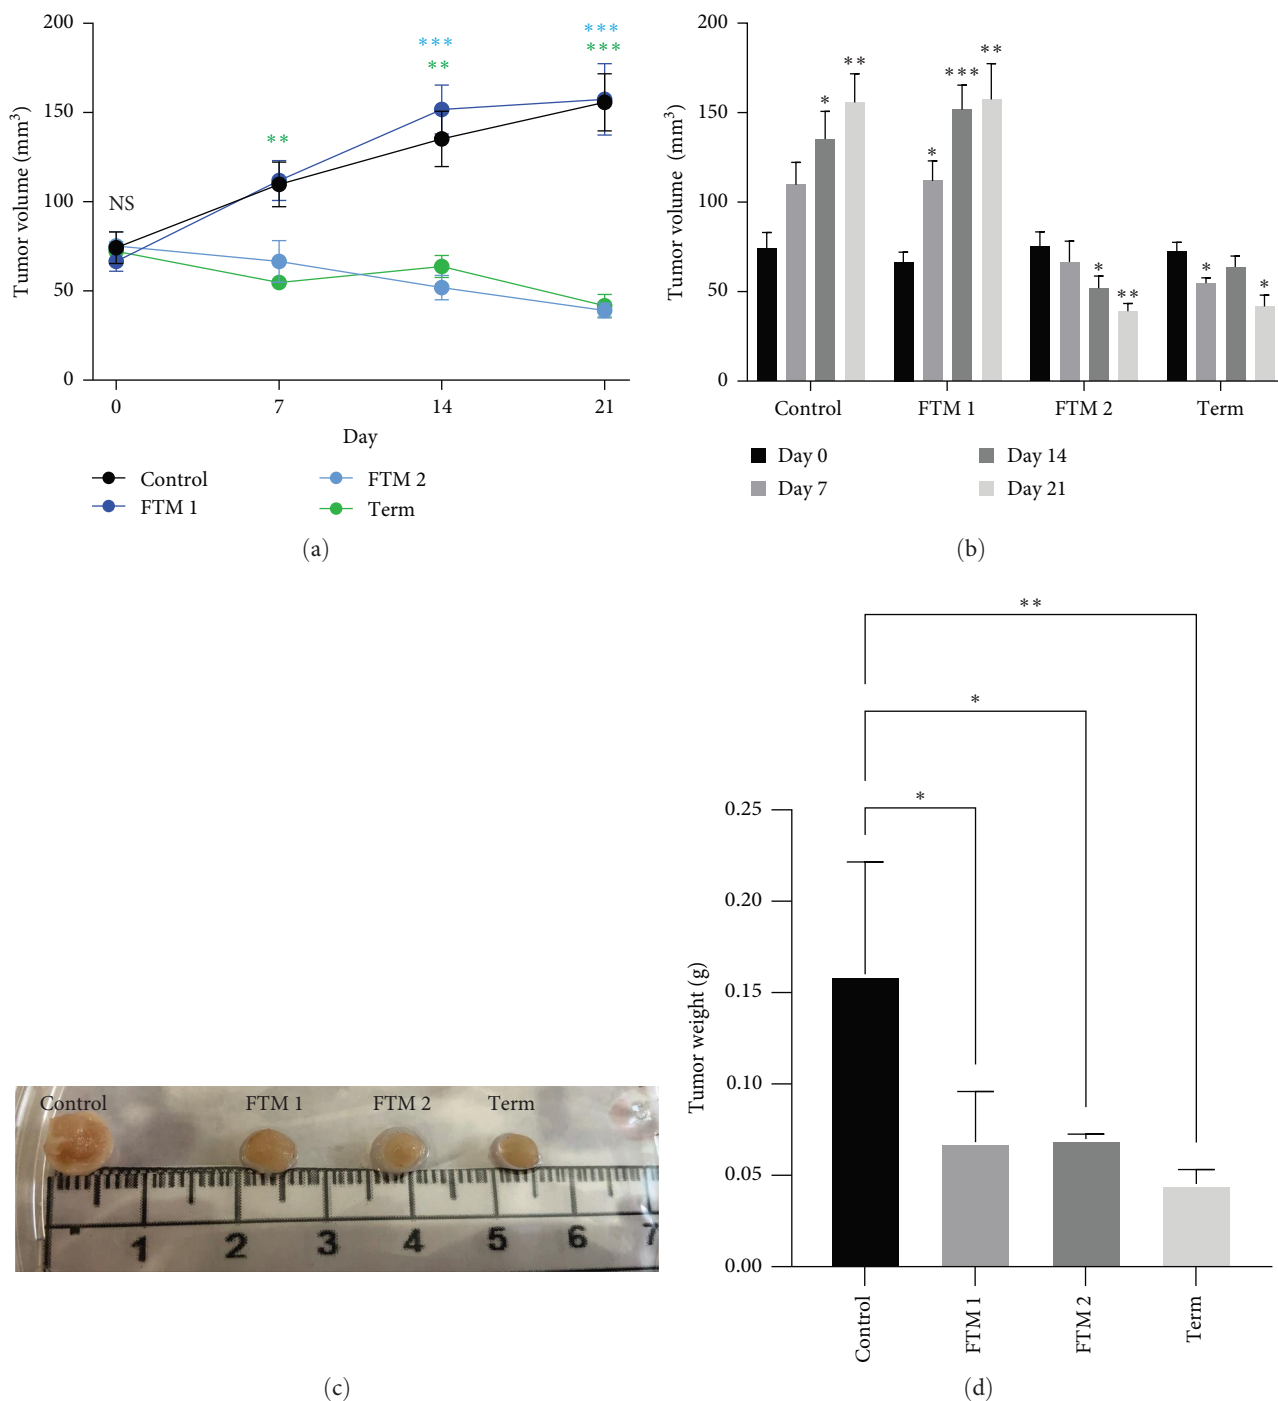 200
150
100
50
0
Tumor volume (mm³)
NS
**
***
**
***
***
0 7 14 21
Day
Control
FTM 1
FTM 2
Term
(a)
200
150
100
50
0
Tumor volume (mm³)
*
**
*
***
**
*
**
*
*
Control FTM 1 FTM 2 Term
Day 0
Day 7
Day 14
Day 21
(b)
Control FTM 1 FTM 2 Term
1 2 3 4 5 6 7
(c)
**
*
*
0.25
0.20
0.15
0.10
0.05
0.00
Tumor weight (g)
Control
FTM 1
FTM 2
Term
(d)